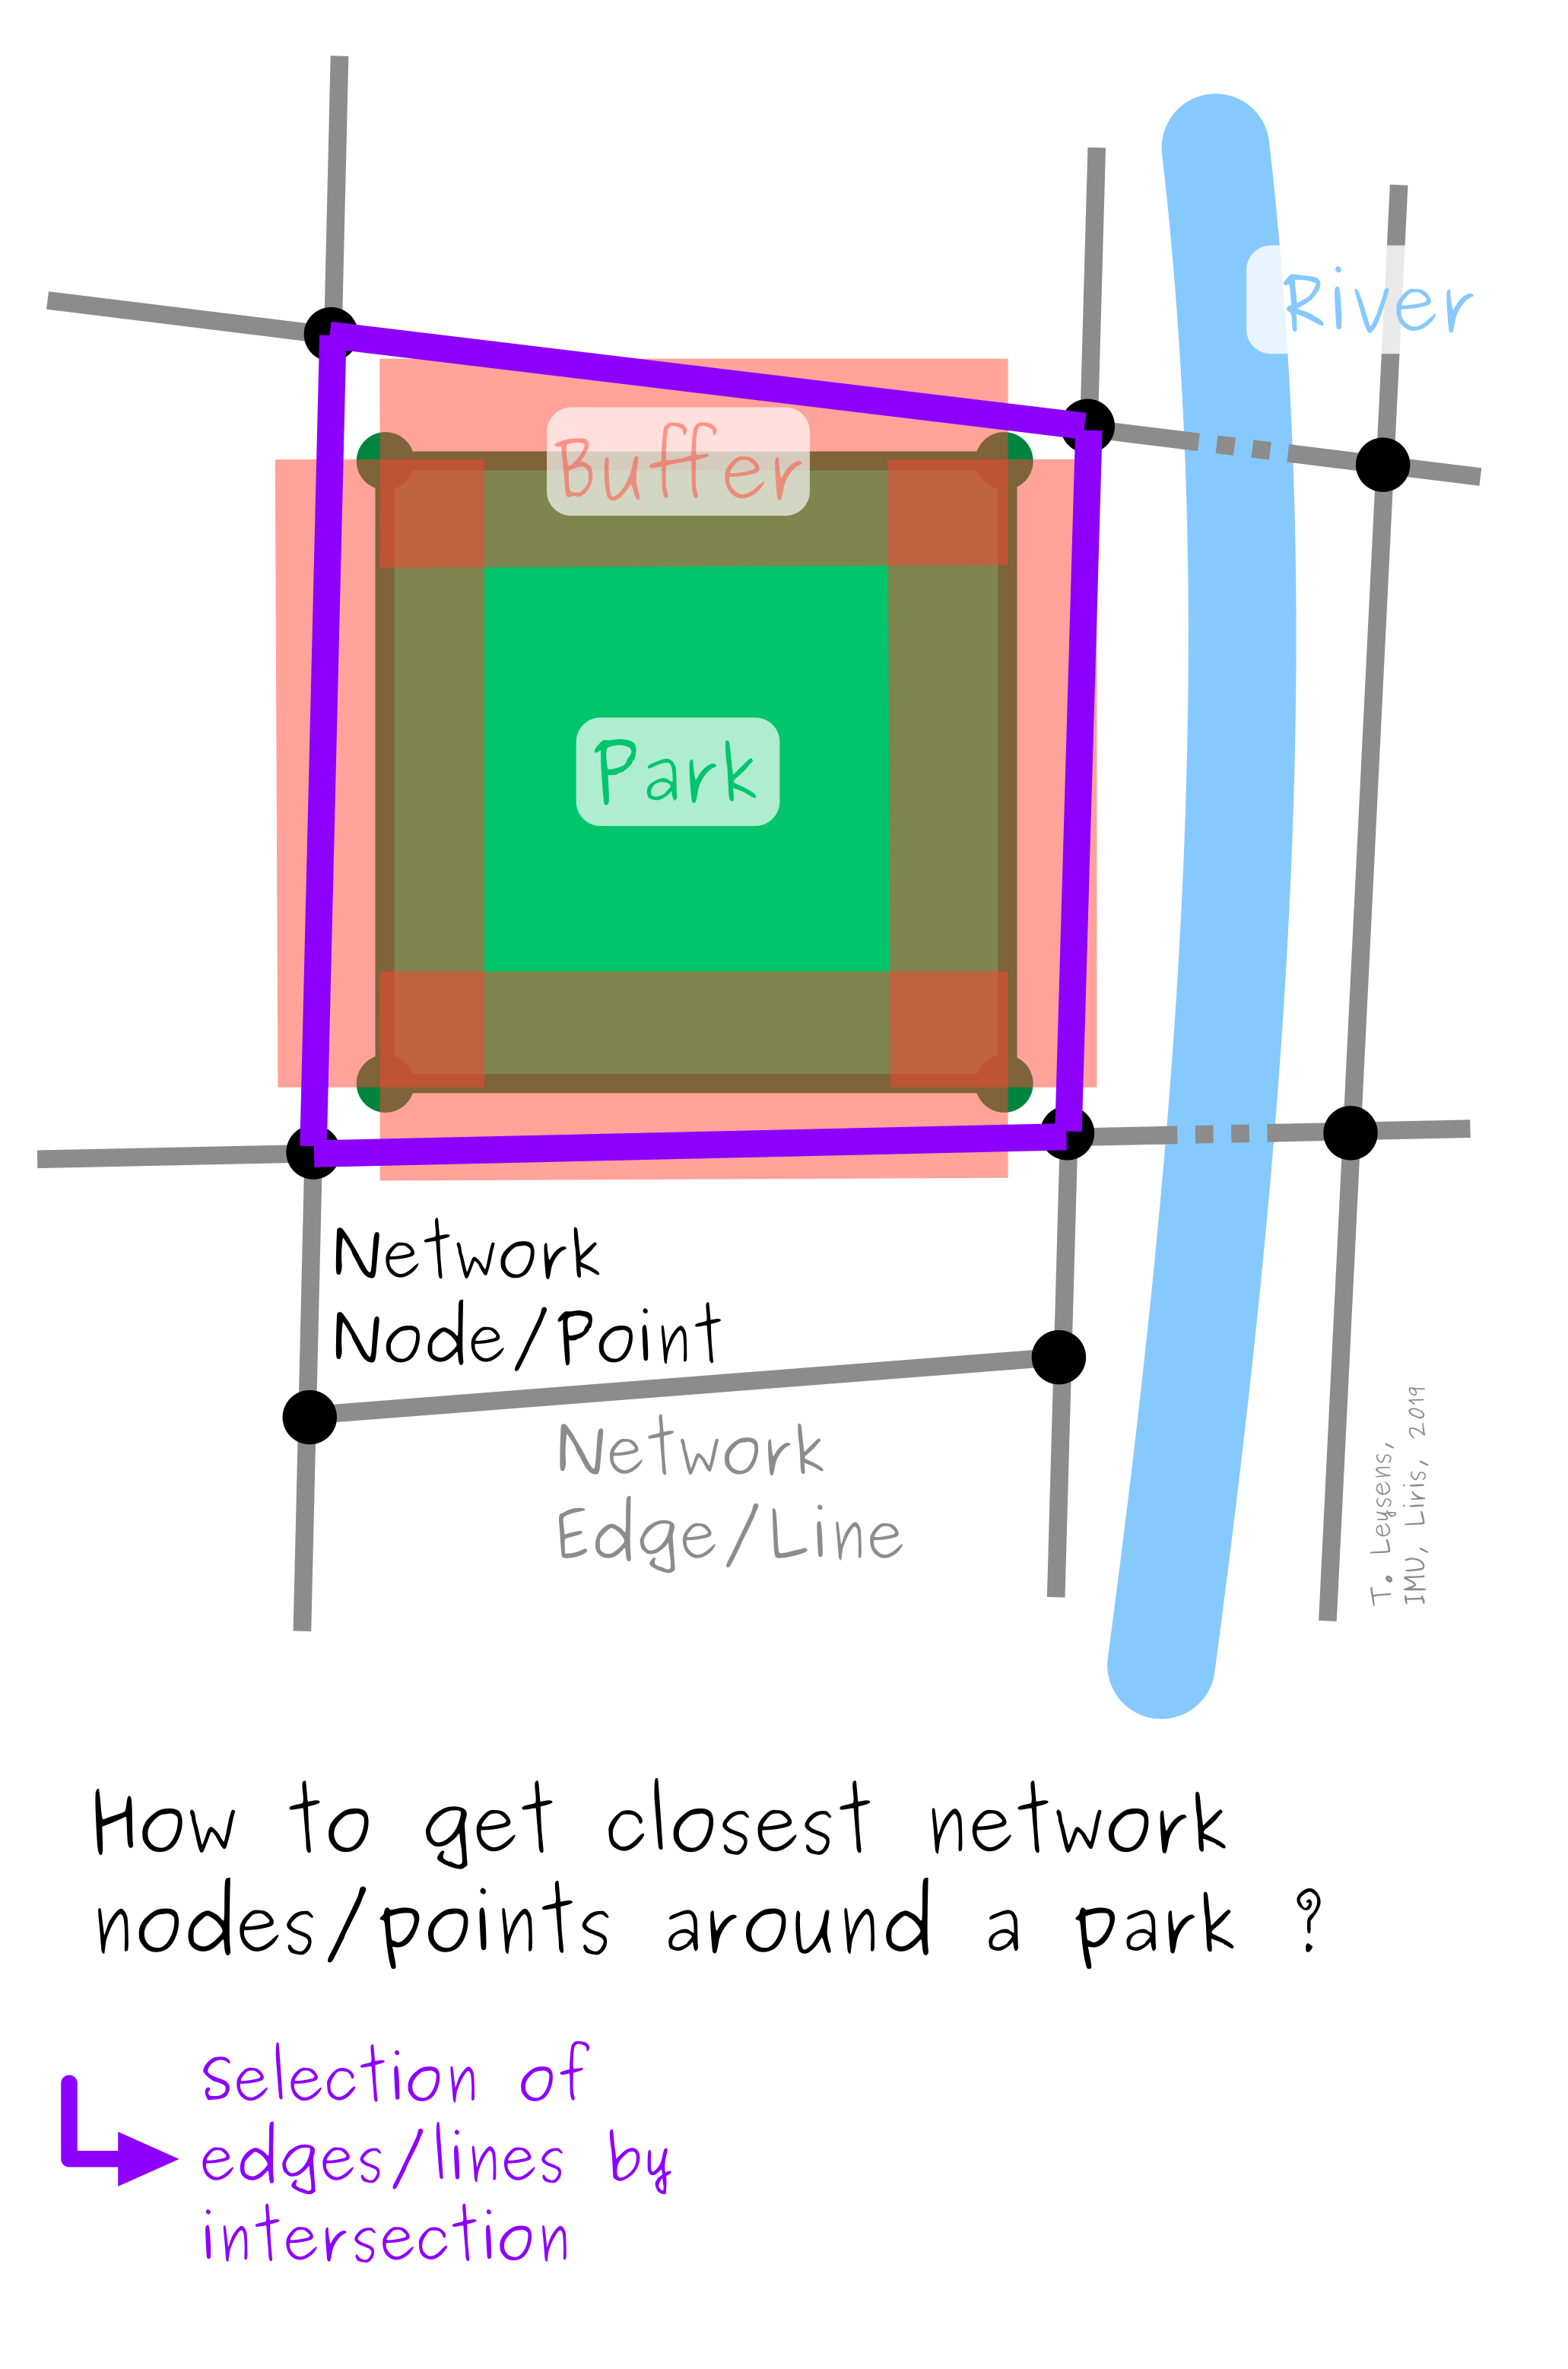 River
Buffer
Park
Network
Node/Point
Network
Edge/Line
T. Leysens,
IMU, Liris, 2019
How to get closest network
nodes/points around a park ?
Selection of
edges/lines by
intersection